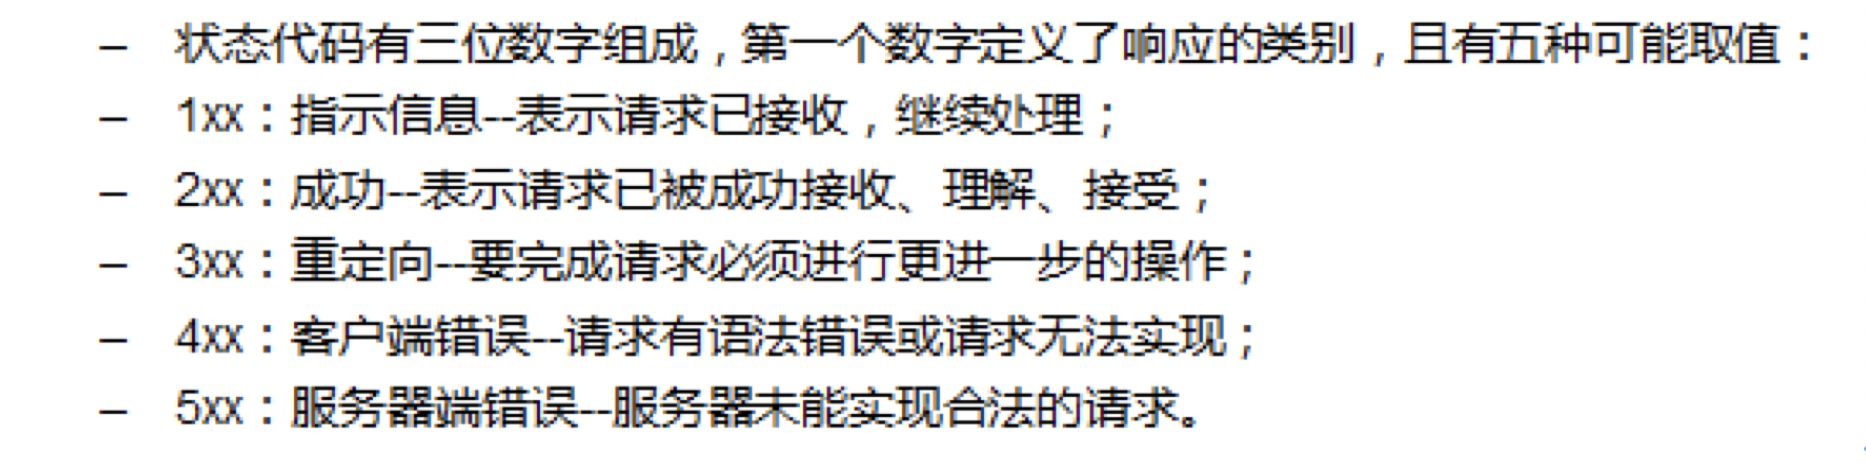 – 状态代码有三位数字组成，第一个数字定义了响应的类别，且有五种可能取值：
– 1xx：指示信息--表示请求已接收，继续处理；
– 2xx：成功--表示请求已被成功接收、理解、接受；
– 3xx：重定向--要完成请求必须进行更进一步的操作；
– 4xx：客户端错误--请求有语法错误或请求无法实现；
– 5xx：服务器端错误--服务器未能实现合法的请求。